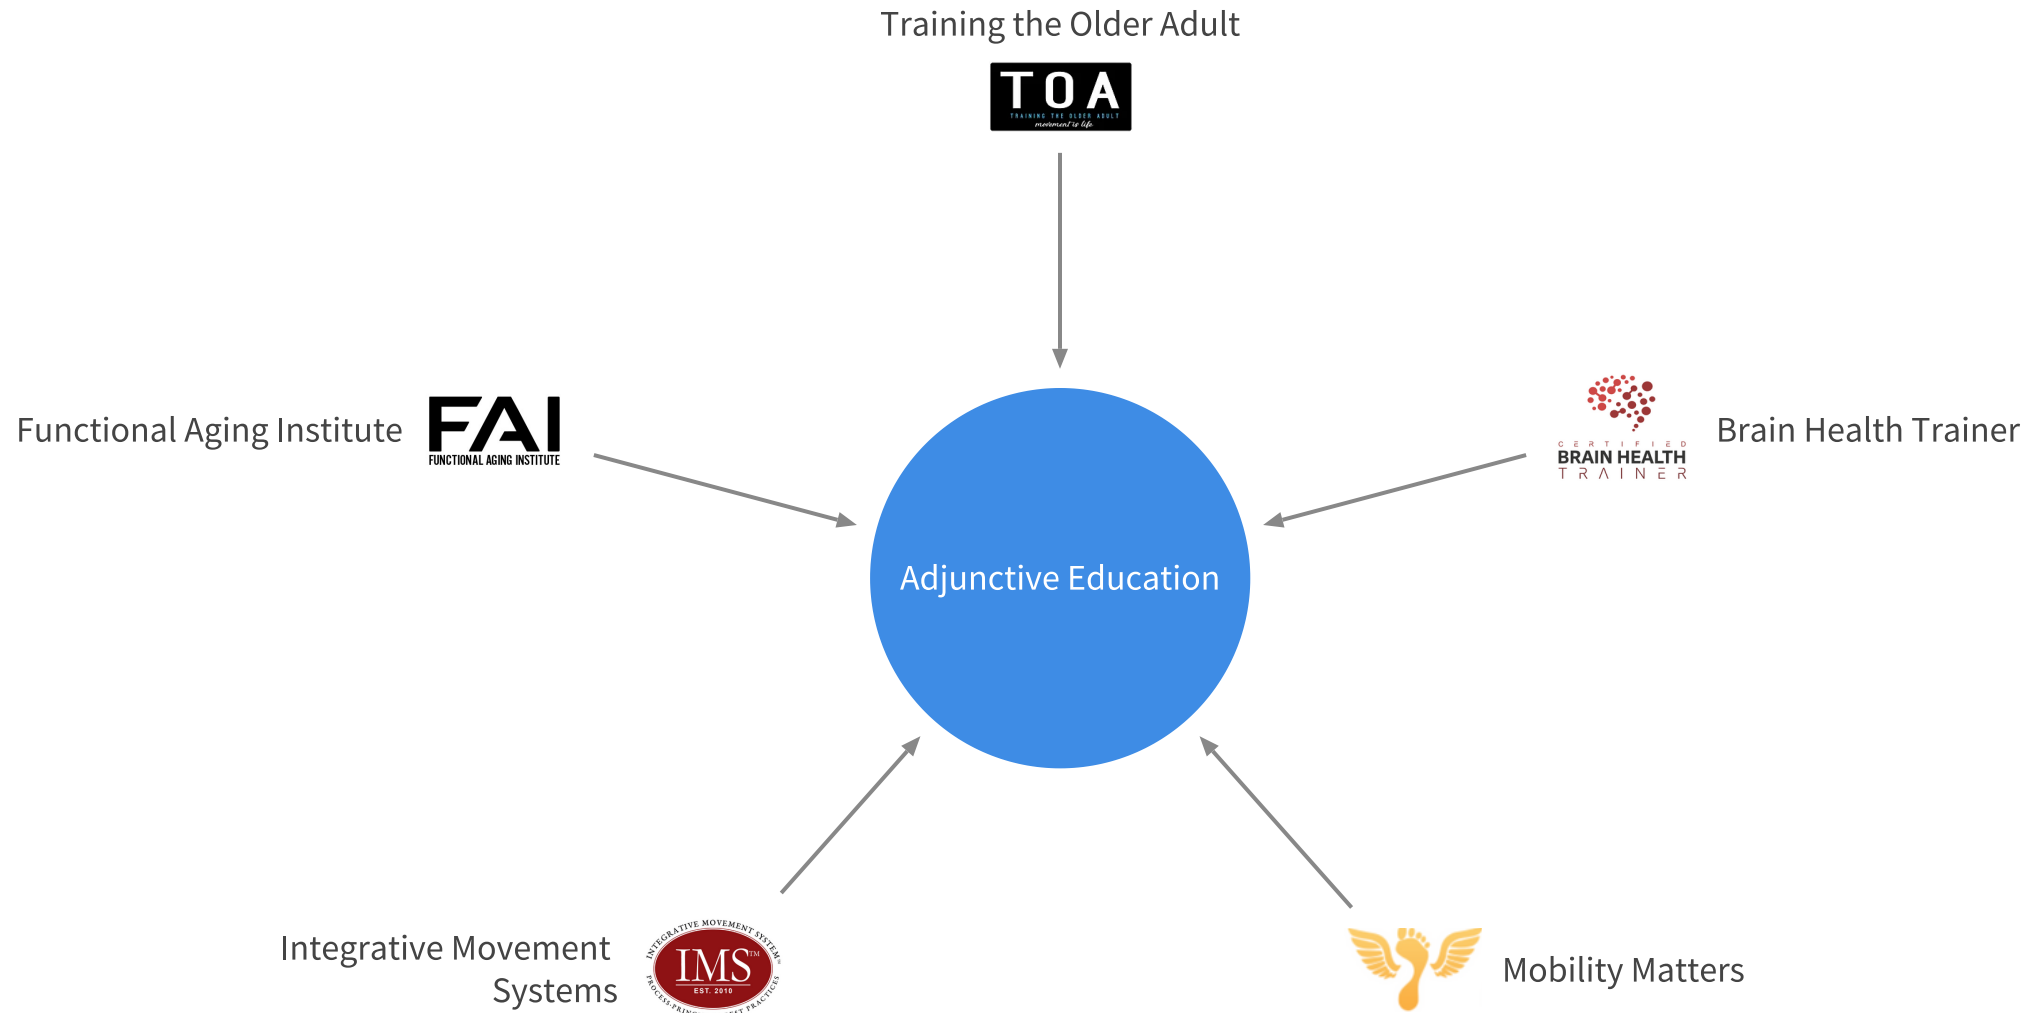 Training the Older Adult
TOA
TRAINING THE OLDER ADULT
movement is life
Functional Aging Institute
FAI
FUNCTIONAL AGING INSTITUTE
CERTIFIED
BRAIN HEALTH
TRAINER
Brain Health Trainer
Adjunctive Education
Integrative Movement
Systems
INTEGRATIVE MOVEMENT SYSTEM
IMS™
EST. 2010
Mobility Matters